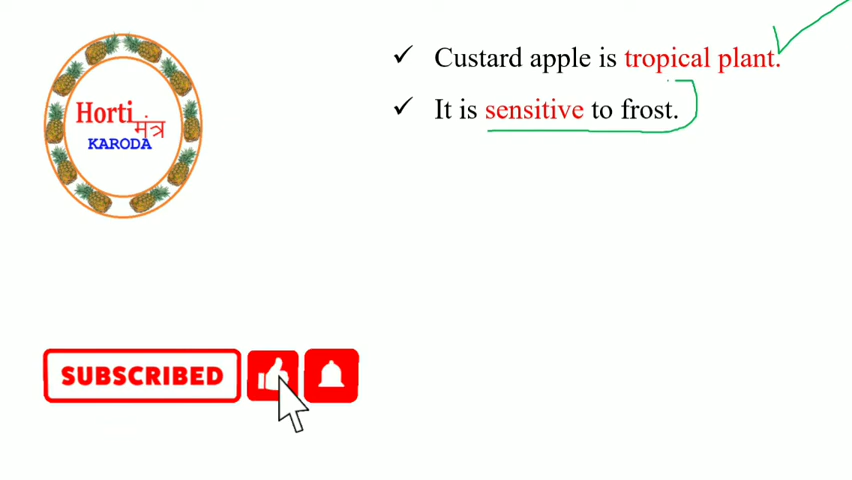 Horti
मंत्र
KARODA
✓ Custard apple is tropical plant.
✓ It is sensitive to frost.
SUBSCRIBED